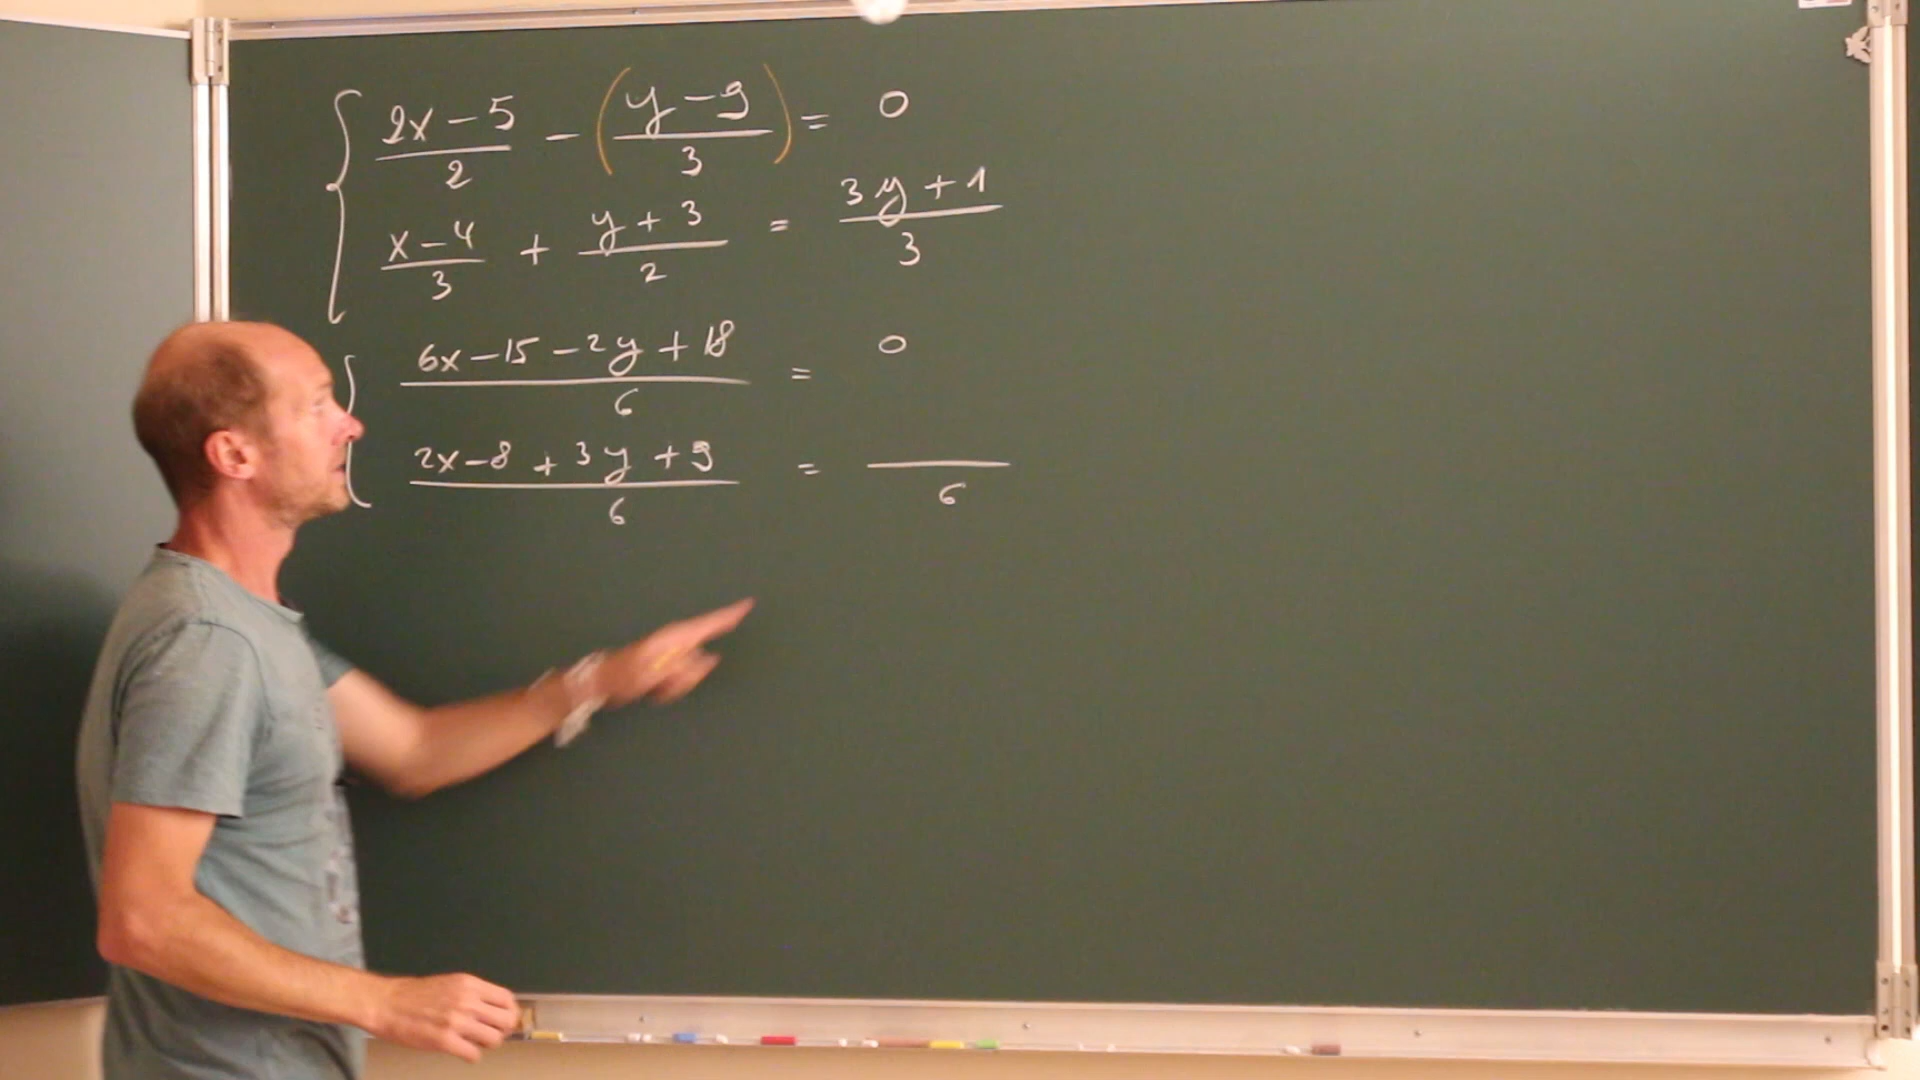 { (2x-5)/2 - ((y-9)/3) = 0
(x-4)/3 + (y+3)/2 = (3y+1)/3
{ (6x-15-2y+18)/6 = 0
(2x-8+3y+9)/6 = /6